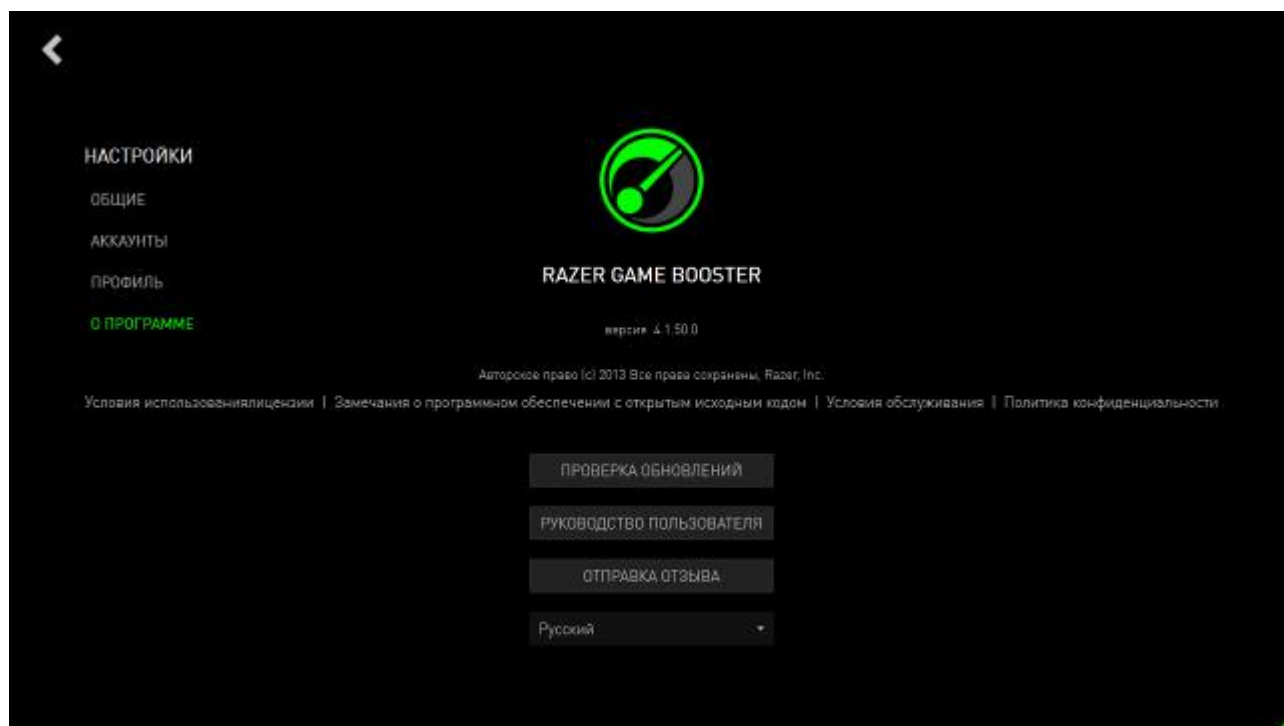 НАСТРОЙКИ
ОБЩИЕ
АККАУНТЫ
ПРОФИЛЬ
О ПРОГРАММЕ
RAZER GAME BOOSTER
версия 4.1.50.0
Авторское право (c) 2013 Все права сохранены, Razer, Inc.
Условия использованиялицензии | Замечания о программном обеспечении с открытым исходным кодом | Условия обслуживания | Политика конфиденциальности
ПРОВЕРКА ОБНОВЛЕНИЙ
РУКОВОДСТВО ПОЛЬЗОВАТЕЛЯ
ОТПРАВКА ОТЗЫВА
Русский